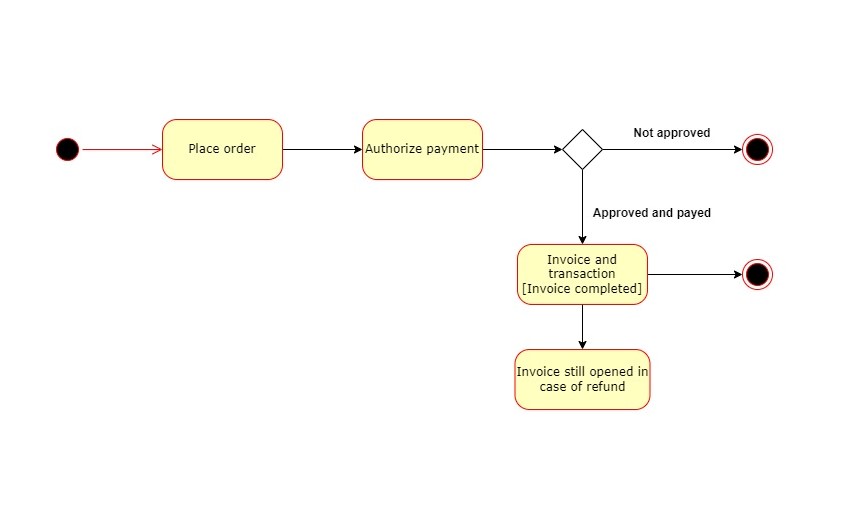 Place order
Authorize payment
Not approved
Approved and payed
Invoice and
transaction
[Invoice completed]
Invoice still opened in
case of refund